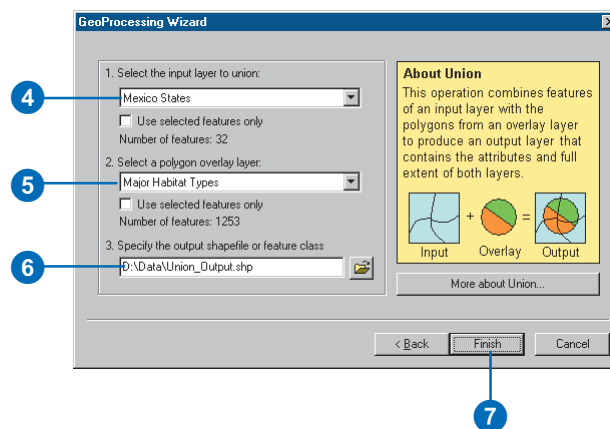 GeoProcessing Wizard
1. Select the input layer to union:
4
Mexico States
Use selected features only
Number of features: 32
2. Select a polygon overlay layer:
5
Major Habitat Types
Use selected features only
Number of features: 1253
3. Specify the output shapefile or feature class
6
D:\Data\Union_Output.shp
About Union
This operation combines features
of an input layer with the
polygons from an overlay layer
to produce an output layer that
contains the attributes and full
extent of both layers.
+ =
Input Overlay Output
More about Union...
< Back Finish Cancel
7